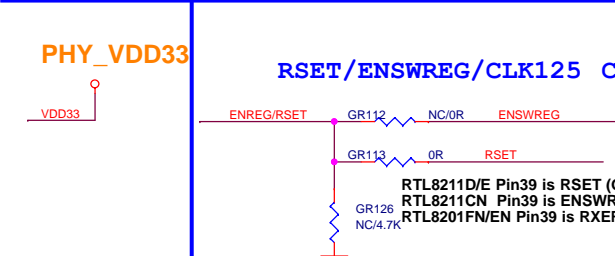 PHY_VDD33
VDD33
RSET/ENSWREG/CLK125
ENREG/RSET
GR112
NC/0R
ENSWREG
GR113
0R
RSET
RTL8211D/E Pin39 is RSET
RTL8211CN Pin39 is
RTL8201FN/EN Pin39 is
GR126
NC/4.7K